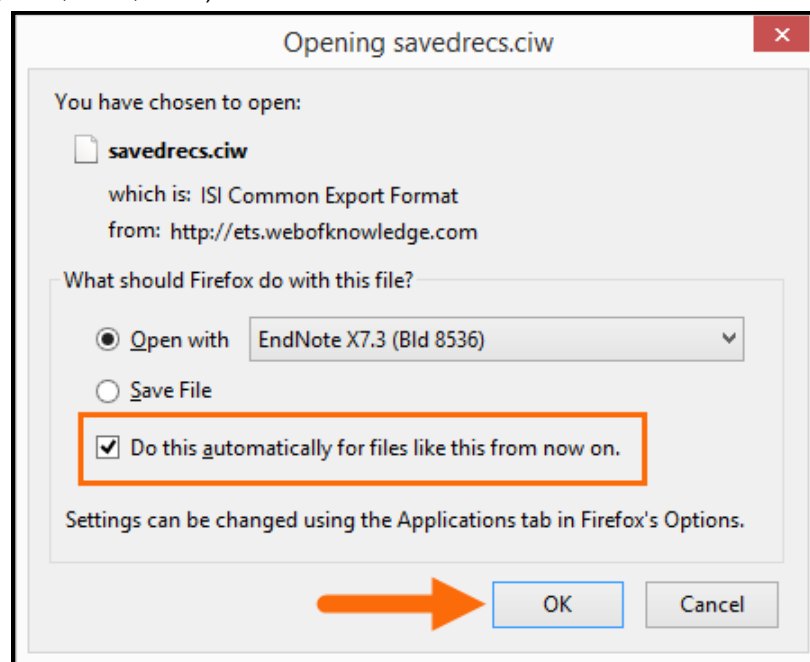 Opening savedrecs.ciw
You have chosen to open:
savedrecs.ciw
which is: ISI Common Export Format
from: http://ets.webofknowledge.com
What should Firefox do with this file?
Open with EndNote X7.3 (Bld 8536)
Save File
Do this automatically for files like this from now on.
Settings can be changed using the Applications tab in Firefox's Options.
OK Cancel